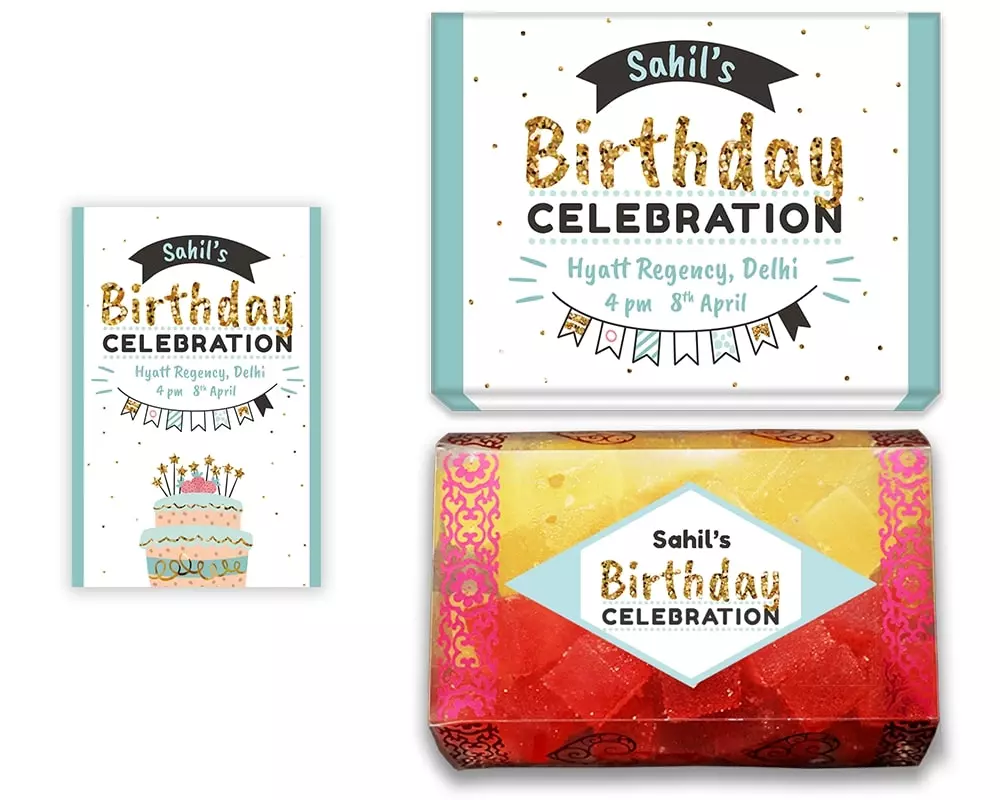 Sahil's
Birthday
CELEBRATION
Hyatt Regency, Delhi
4 pm 8th April
Sahil's
Birthday
CELEBRATION
Hyatt Regency, Delhi
4 pm 8th April
Sahil's
Birthday
CELEBRATION